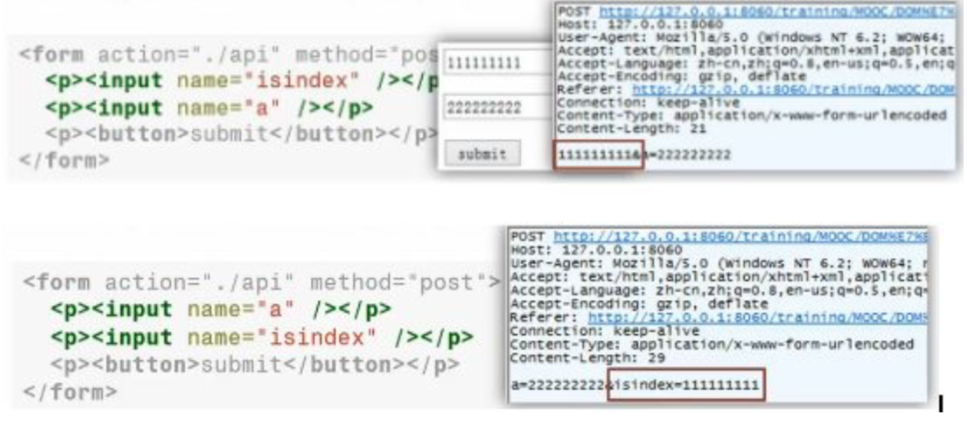 <form action="./api" method="pos
<p><input name="isindex" /></p
<p><input name="a" /></p>
<p><button>submit</button></p>
</form>
111111111
222222222
submit
POST http://127.0.0.1:8060/training/MOOC/DOM%E7%
Host: 127.0.0.1:8060
User-Agent: Mozilla/5.0 (Windows NT 6.2; WOW64;
Accept: text/html,application/xhtml+xml,applicat
Accept-Language: zh-cn,zh;q=0.8,en-us;q=0.5,en;q
Accept-Encoding: gzip, deflate
Referer: http://127.0.0.1:8060/training/MOOC/DOM
Connection: keep-alive
Content-Type: application/x-www-form-urlencoded
Content-Length: 21
111111111&a=222222222
<form action="./api" method="post">
<p><input name="a" /></p>
<p><input name="isindex" /></p>
<p><button>submit</button></p>
</form>
POST http://127.0.0.1:8060/training/MOOC/DOM%E7%
Host: 127.0.0.1:8060
User-Agent: Mozilla/5.0 (Windows NT 6.2; WOW64;
Accept: text/html,application/xhtml+xml,applicat
Accept-Language: zh-cn,zh;q=0.8,en-us;q=0.5,en;q
Accept-Encoding: gzip, deflate
Referer: http://127.0.0.1:8060/training/MOOC/DOM
Connection: keep-alive
Content-Type: application/x-www-form-urlencoded
Content-Length: 29
a=222222222&isindex=111111111